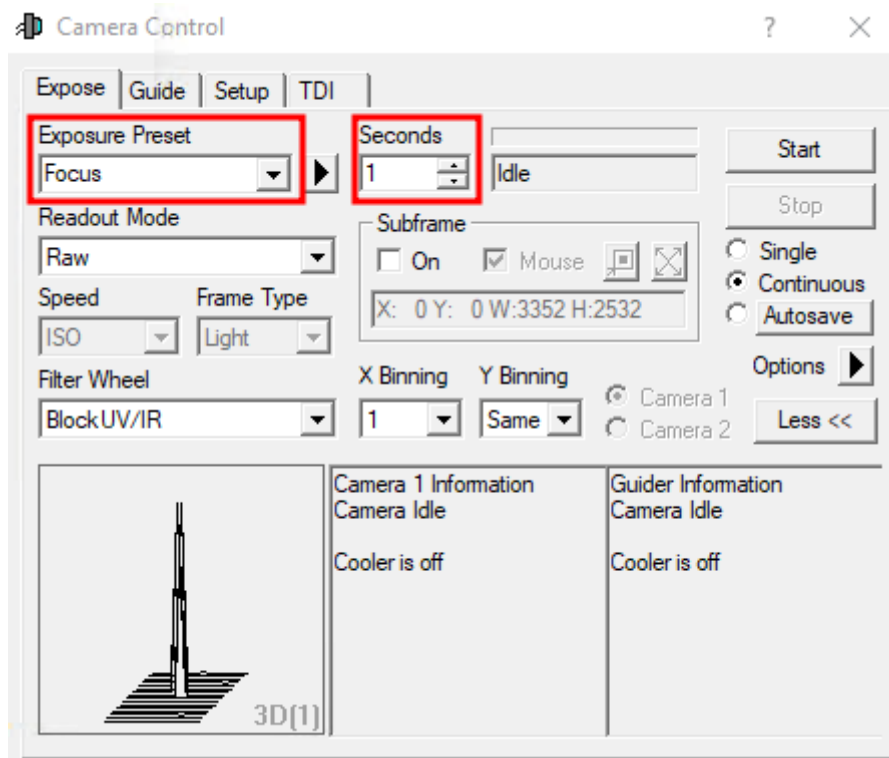 Camera Control
?
Expose Guide Setup TDI
Exposure Preset
Focus
Seconds
1
Idle
Start
Stop
Readout Mode
Raw
Subframe
On Mouse
X: 0 Y: 0 W:3352 H:2532
Single
Continuous
Autosave
Speed Frame Type
ISO Light
Filter Wheel
BlockUV/IR
X Binning Y Binning
1 Same
Camera 1
Camera 2
Options
Less <<
3D(1)
Camera 1 Information
Camera Idle
Cooler is off
Guider Information
Camera Idle
Cooler is off